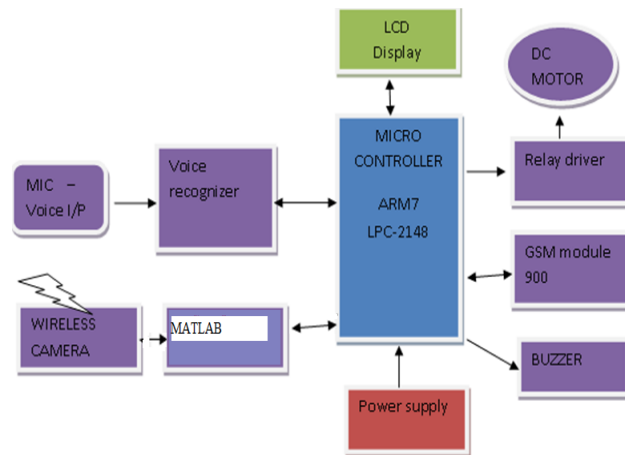 LCD
Display
DC
MOTOR
MICRO
CONTROLLER
ARM7
LPC-2148
Voice
recognizer
MIC –
Voice I/P
Relay driver
GSM module
900
WIRELESS
CAMERA
MATLAB
BUZZER
Power supply